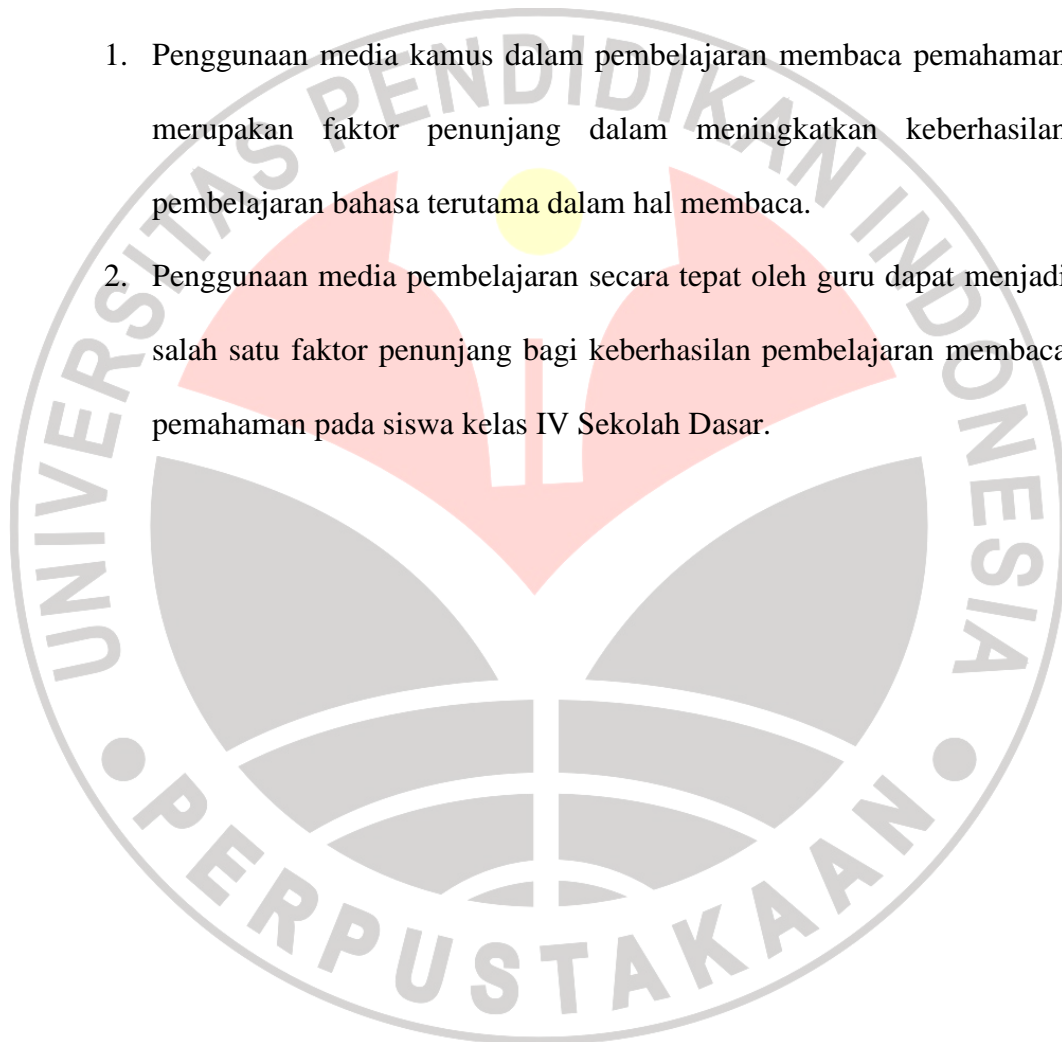 1. Penggunaan media kamus dalam pembelajaran membaca pemahaman
merupakan faktor penunjang dalam meningkatkan keberhasilan
pembelajaran bahasa terutama dalam hal membaca.
2. Penggunaan media pembelajaran secara tepat oleh guru dapat menjadi
salah satu faktor penunjang bagi keberhasilan pembelajaran membaca
pemahaman pada siswa kelas IV Sekolah Dasar.
UNIVERSITAS PENDIDIKAN INDONESIA
PERPUSTAKAAN